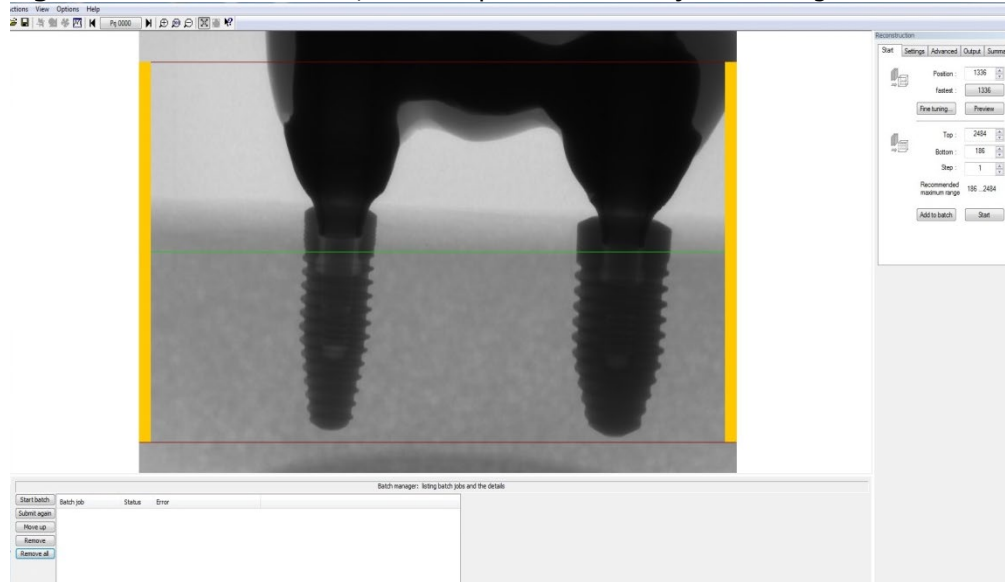 ctions View Options Help
Pq 0000
Reconstruction
Start Settings Advanced Output Summa
Position : 1336
fastest : 1336
Fine tuning... Preview
Top : 2484
Bottom : 186
Step : 1
Recommended
maximum range 186 ...2484
Add to batch Start
Batch manager: listing batch jobs and the details
Start batch Batch job Status Error
Submit again
Move up
Remove
Remove all